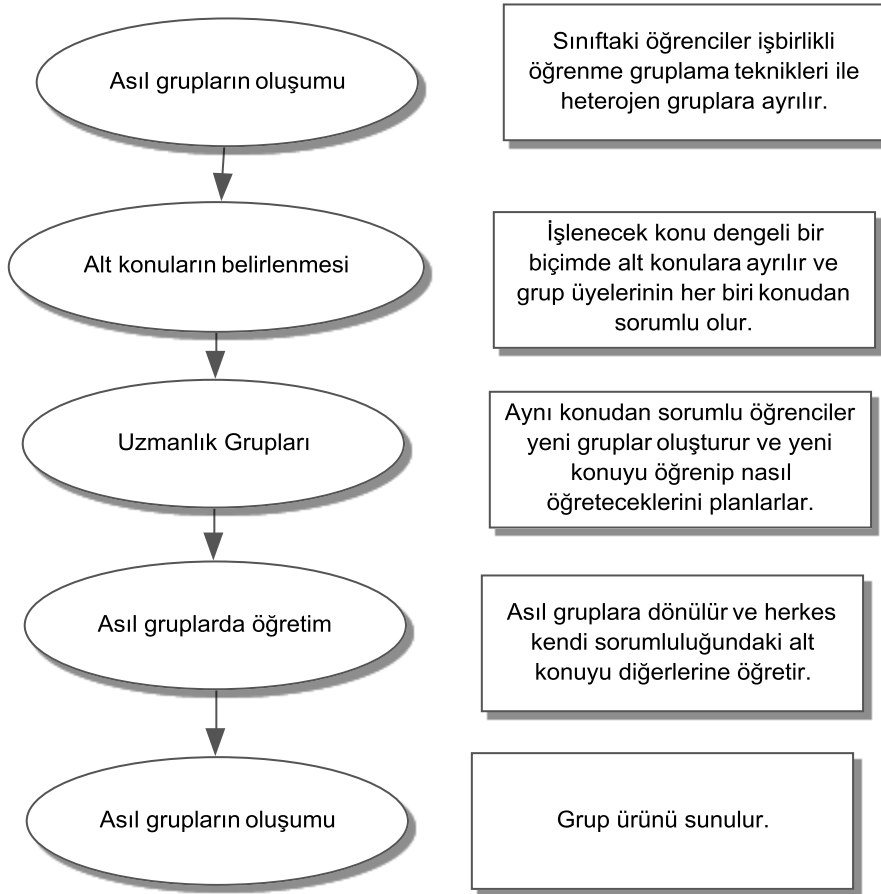 Asıl grupların oluşumu
Sınıftaki öğrenciler işbirlikli
öğrenme gruplama teknikleri ile
heterojen gruplara ayrılır.
Alt konuların belirlenmesi
İşlenecek konu dengeli bir
biçimde alt konulara ayrılır ve
grup üyelerinin her biri konudan
sorumlu olur.
Uzmanlık Grupları
Aynı konudan sorumlu öğrenciler
yeni gruplar oluşturur ve yeni
konuyu öğrenip nasıl
öğreteceklerini planlarlar.
Asıl gruplarda öğretim
Asıl gruplara dönülür ve herkes
kendi sorumluluğundaki alt
konuyu diğerlerine öğretir.
Asıl grupların oluşumu
Grup ürünü sunulur.